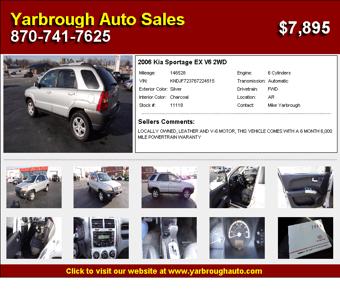 Yarbrough Auto Sales
870-741-7625
$7,895
2006 Kia Sportage EX V6 2WD
Mileage: 146528 Engine: 6 Cylinders
VIN: KNDJF723767224515 Transmission: Automatic
Exterior Color: Silver Drivetrain: FWD
Interior Color: Charcoal Location: AR
Stock #: 11118 Contact: Mike Yarbrough
Sellers Comments:
LOCALLY OWNED, LEATHER AND V-6 MOTOR, THIS VEHICLE COMES WITH A 6 MONTH 6,000
MILE POWERTRAIN WARRANTY
Click to visit our website at www.yarbroughauto.com